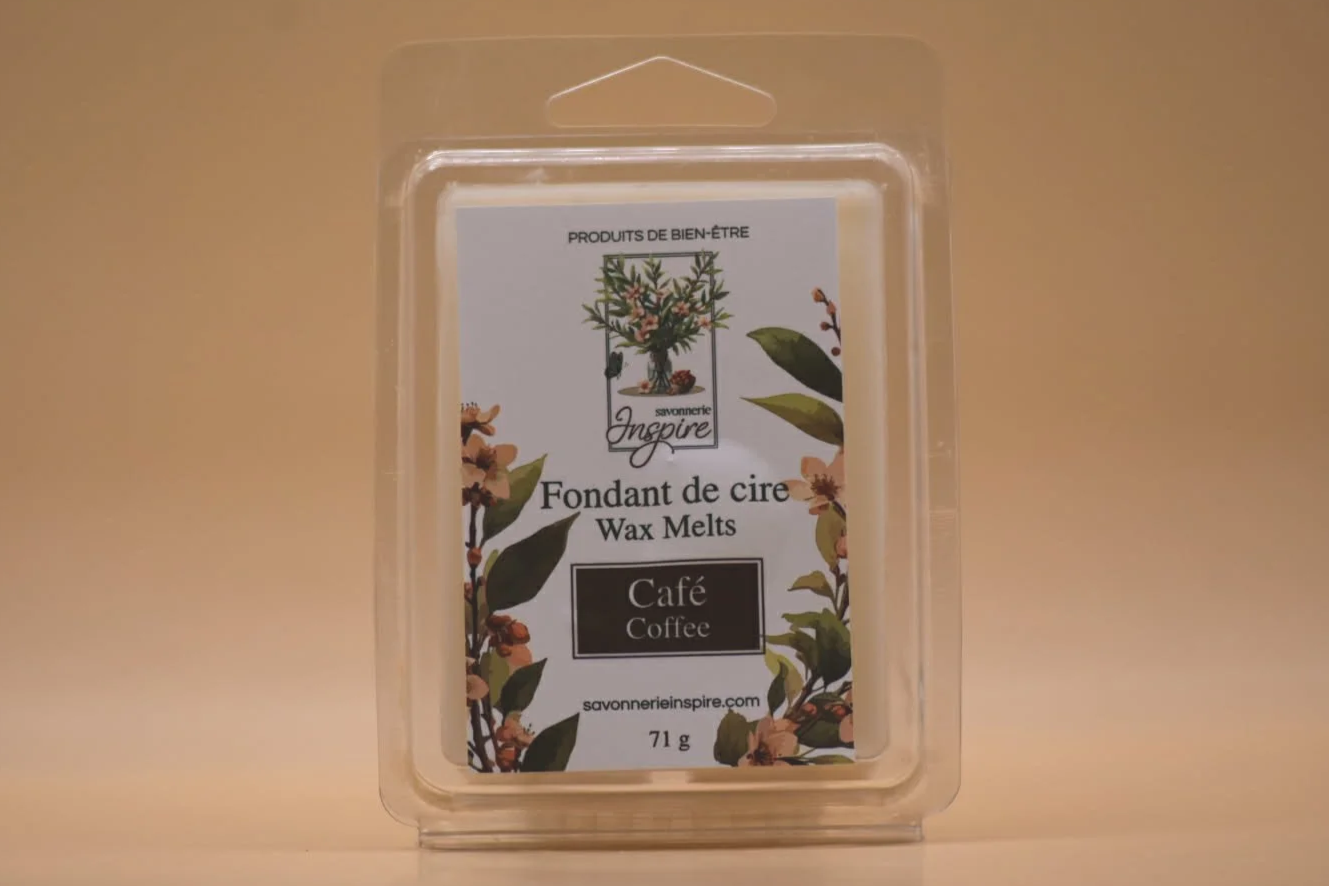 PRODUITS DE BIEN-ÊTRE
savonnerie
Inspire
Fondant de cire
Wax Melts
Café
Coffee
savonnerieinspire.com
71 g